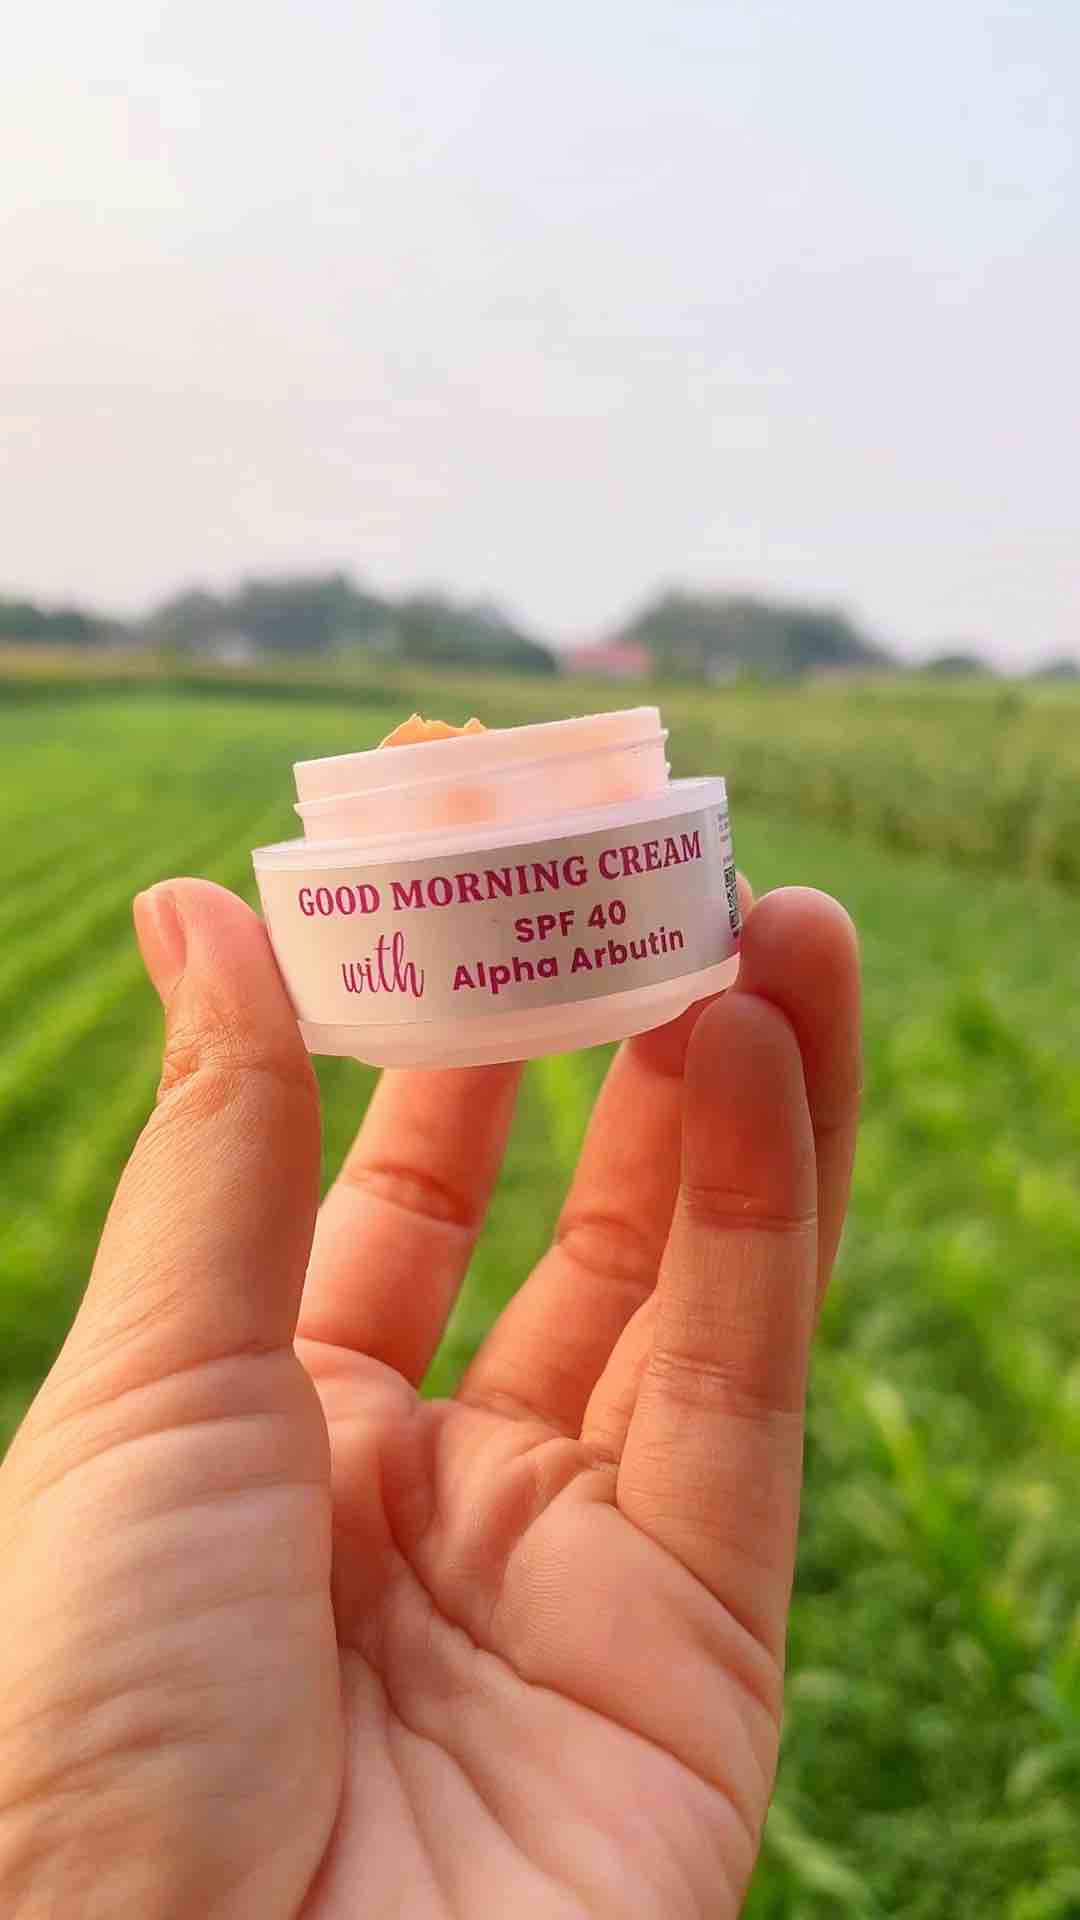 GOOD MORNING CREAM
with SPF 40
Alpha Arbutin